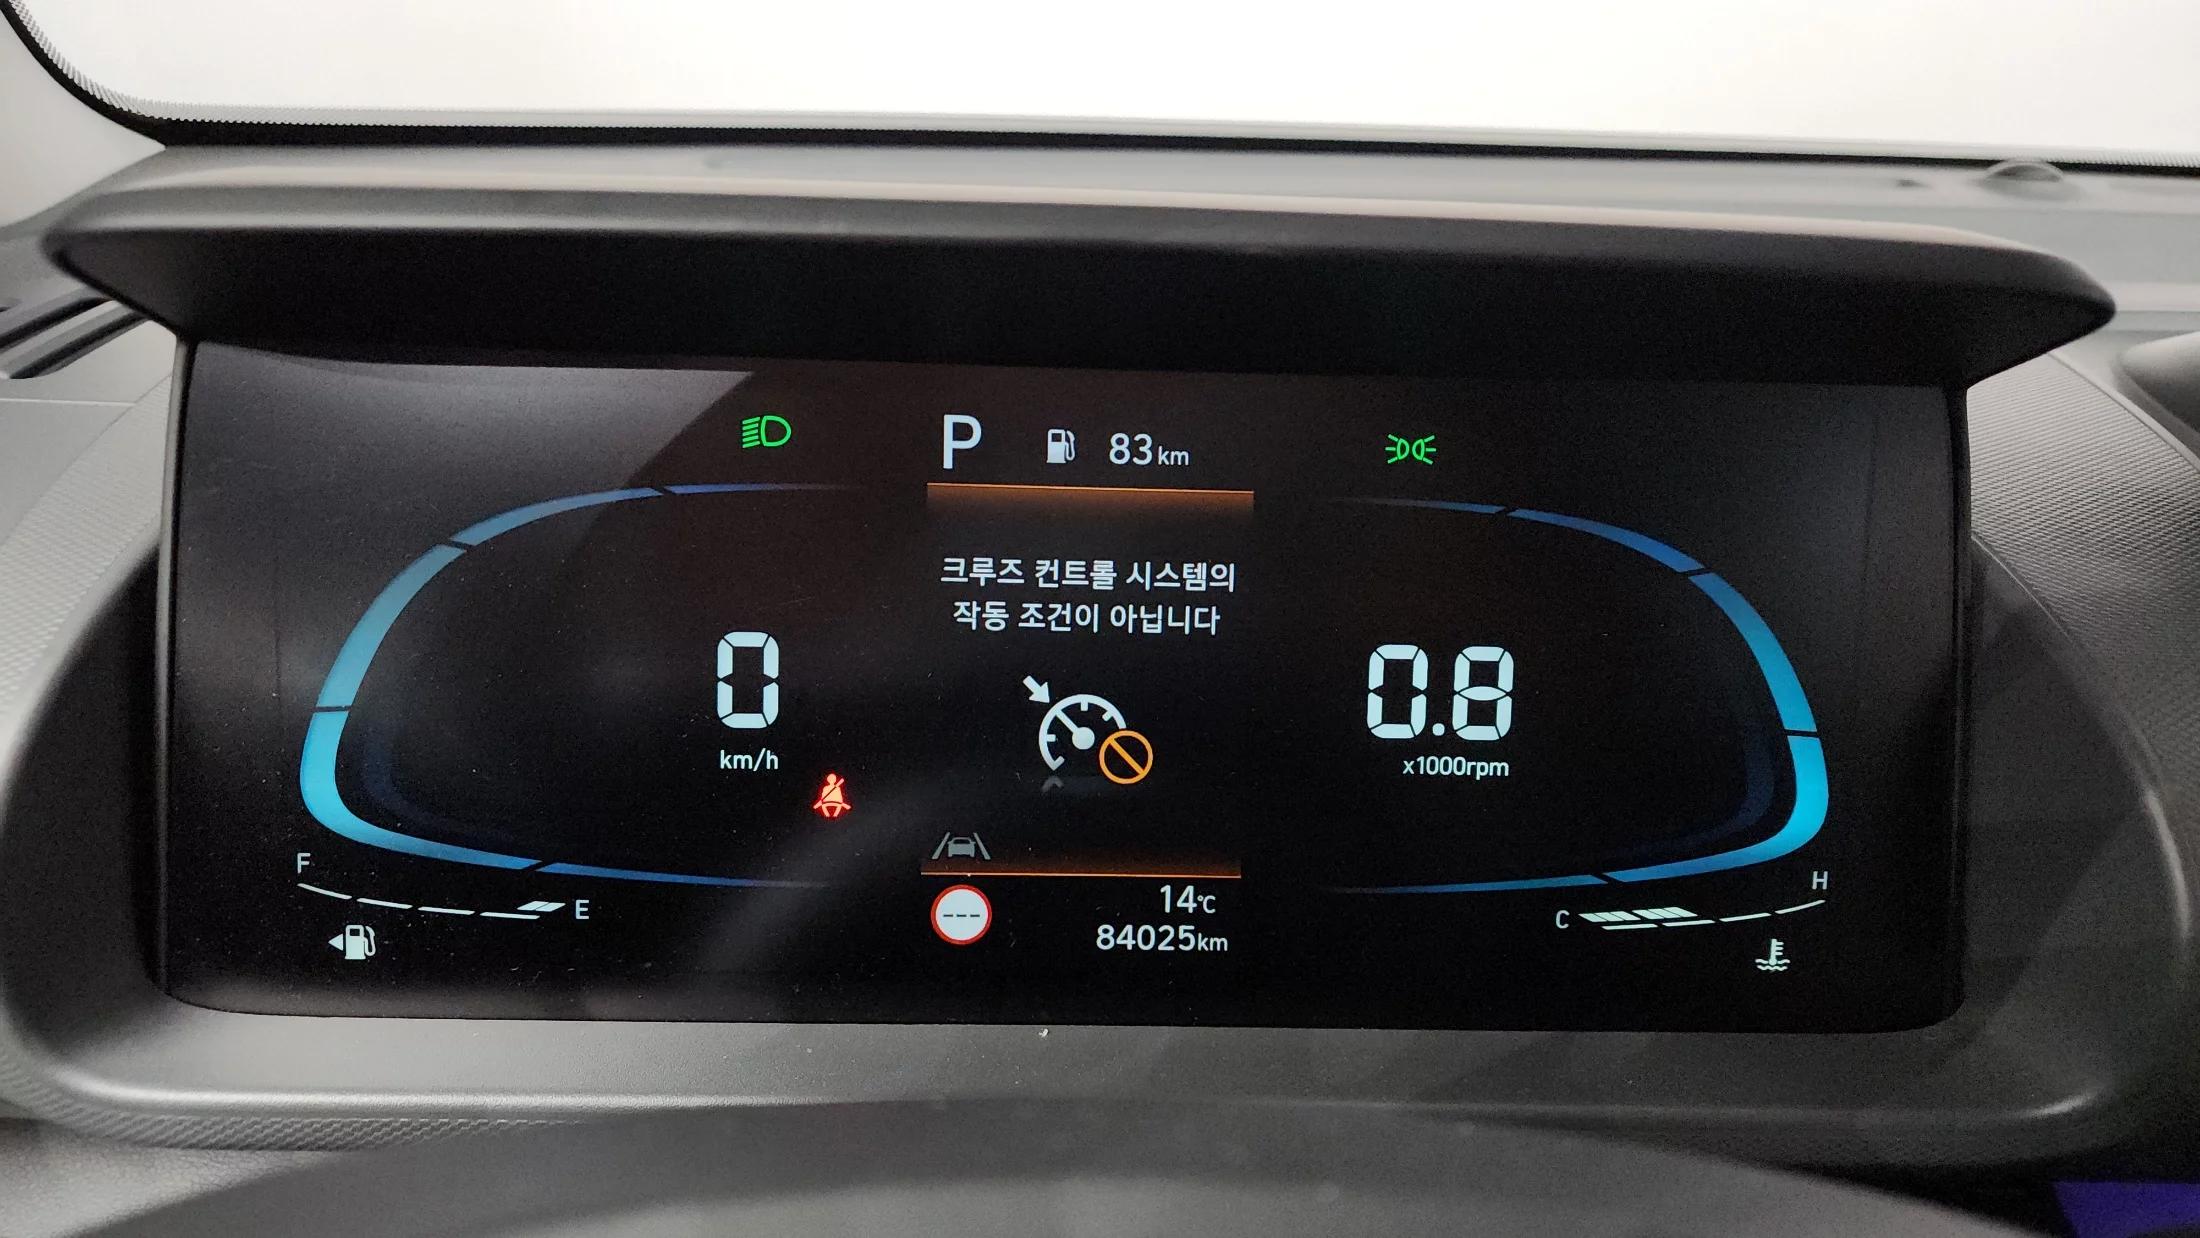 P 83km
크루즈 컨트롤 시스템의
작동 조건이 아닙니다
0
km/h
0.8
x1000rpm
F
E
---
14℃
84025km
C
H